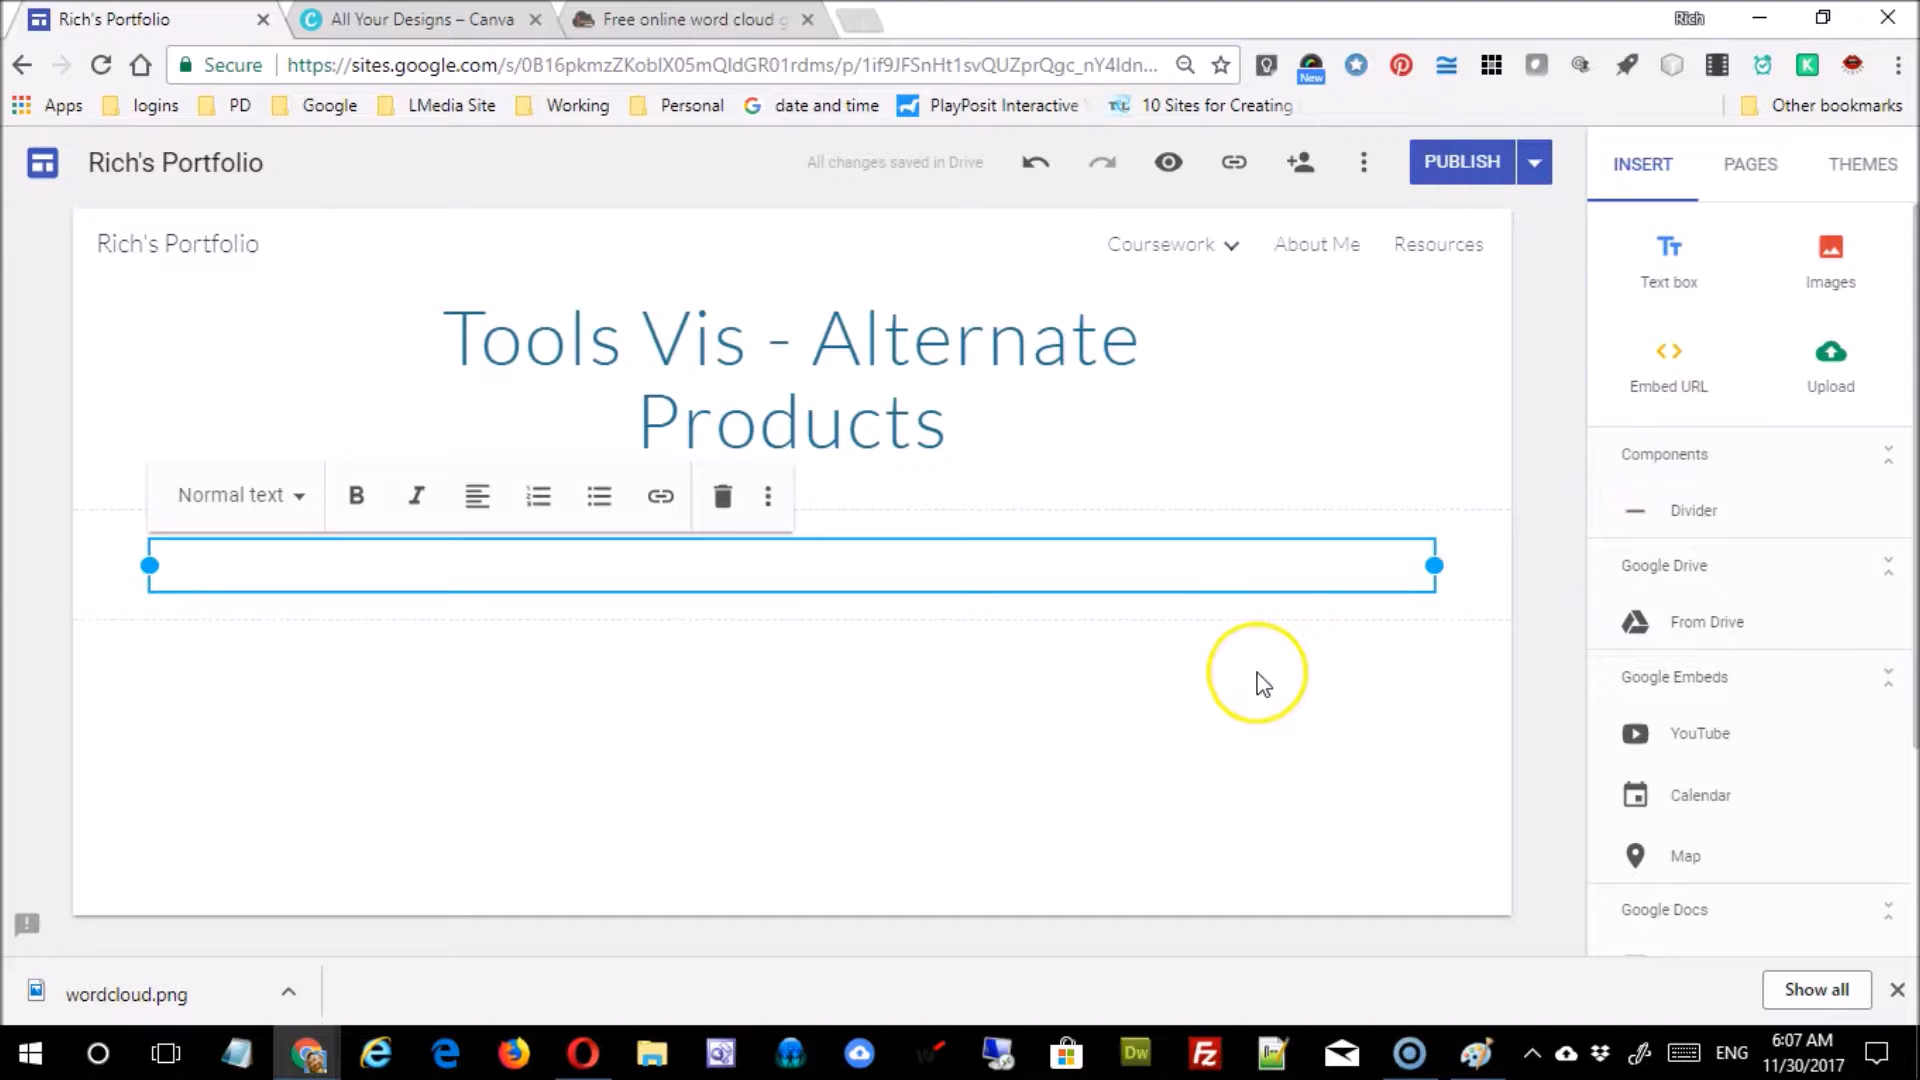 Rich's Portfolio
All Your Designs – Canva
Free online word cloud g
Rich
Secure
https://sites.google.com/s/0B16pkmzZKobIX05mQldGR01rdms/p/1if9JFSnHt1svQUZprQgc_nY4Idn...
New
Apps
logins
PD
Google
LMedia Site
Working
Personal
date and time
PlayPosit Interactive
10 Sites for Creating
Other bookmarks
Rich's Portfolio
All changes saved in Drive
PUBLISH
INSERT
PAGES
THEMES
Rich's Portfolio
Coursework
About Me
Resources
Text box
Images
Tools Vis - Alternate
Products
Embed URL
Upload
Components
Normal text
B
I
Divider
Google Drive
From Drive
Google Embeds
YouTube
Calendar
Map
Google Docs
wordcloud.png
Show all
Dw
Fz
ENG
6:07 AM
11/30/2017